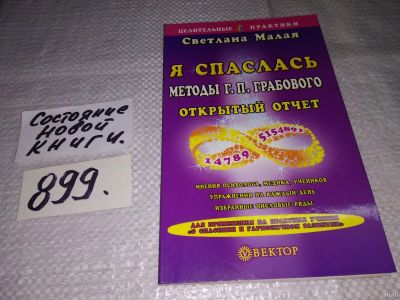 Состояние
новой
книги.
899.
ЦЕЛИТЕЛЬНЫЕ ПРАКТИКИ
Светлана Малая
Я СПАСЛАСЬ
МЕТОДЫ Г. П. ГРАБОВОГО
ОТКРЫТЫЙ ОТЧЕТ
14789
5154891
МНЕНИЯ ПСИХОЛОГА, МЕДИКА, УЧЕНИКОВ
УПРАЖНЕНИЯ НА КАЖДЫЙ ДЕНЬ
ИЗБРАННЫЕ ЧИСЛОВЫЕ РЯДЫ
ДЛЯ ПРИМЕНЕНИЯ НА ПРАКТИКЕ УЧЕНИЯ
«О СПАСЕНИИ И ГАРМОНИЧНОМ РАЗВИТИИ»
ВЕКТОР